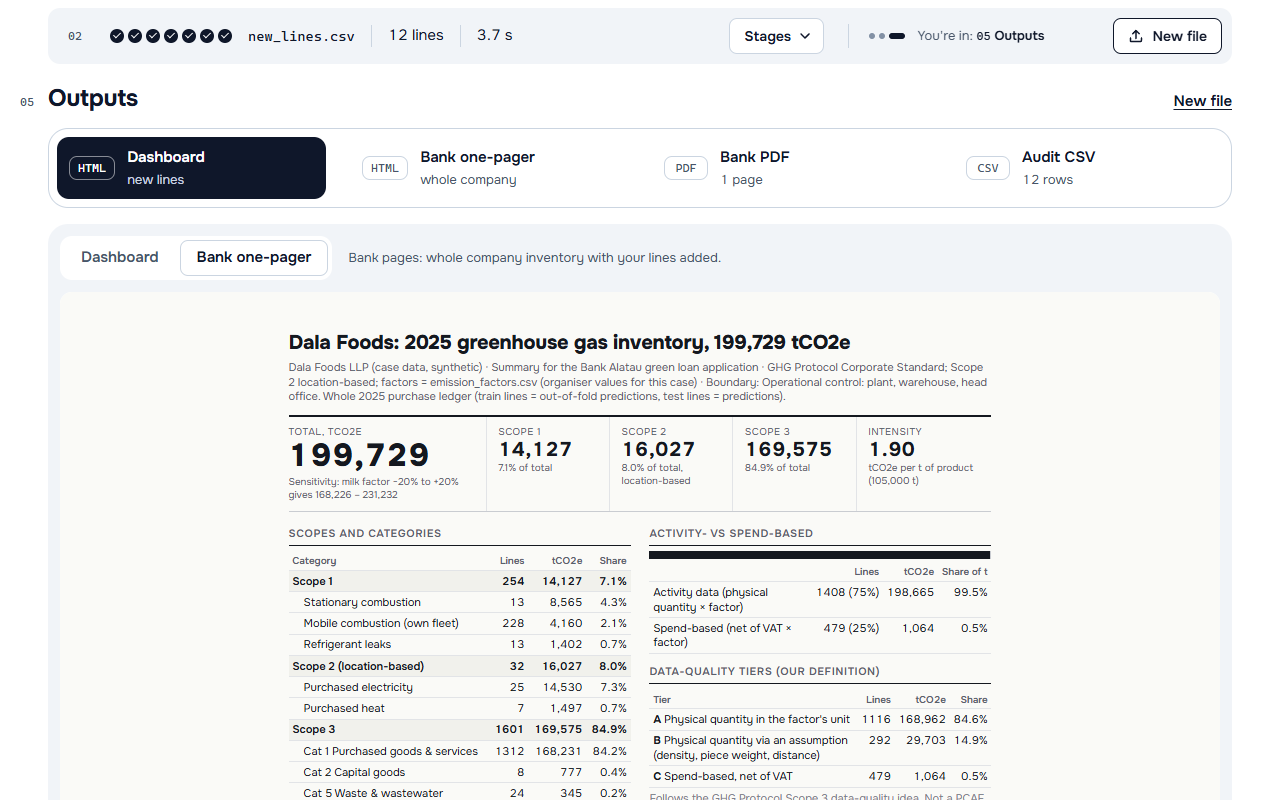 02 new_lines.csv 12 lines 3.7 s Stages You're in: 05 Outputs New file
05 Outputs New file
HTML Dashboard
new lines
HTML Bank one-pager
whole company
PDF Bank PDF
1 page
CSV Audit CSV
12 rows
Dashboard Bank one-pager Bank pages: whole company inventory with your lines added.
Dala Foods: 2025 greenhouse gas inventory, 199,729 tCO2e
Dala Foods LLP (case data, synthetic) · Summary for the Bank Alatau green loan application · GHG Protocol Corporate Standard; Scope
2 location-based; factors = emission_factors.csv (organiser values for this case) · Boundary: Operational control: plant, warehouse, head
office. Whole 2025 purchase ledger (train lines = out-of-fold predictions, test lines = predictions).
TOTAL, TCO2E
199,729
Sensitivity: milk factor −20% to +20%
gives 168,226 – 231,232
SCOPE 1
14,127
7.1% of total
SCOPE 2
16,027
8.0% of total,
location-based
SCOPE 3
169,575
84.9% of total
INTENSITY
1.90
tCO2e per t of product
(105,000 t)
SCOPES AND CATEGORIES
Category Lines tCO2e Share
Scope 1 254 14,127 7.1%
Stationary combustion 13 8,565 4.3%
Mobile combustion (own fleet) 228 4,160 2.1%
Refrigerant leaks 13 1,402 0.7%
Scope 2 (location-based) 32 16,027 8.0%
Purchased electricity 25 14,530 7.3%
Purchased heat 7 1,497 0.7%
Scope 3 1601 169,575 84.9%
Cat 1 Purchased goods & services 1312 168,231 84.2%
Cat 2 Capital goods 8 777 0.4%
Cat 5 Waste & wastewater 24 345 0.2%
ACTIVITY- VS SPEND-BASED
Lines tCO2e Share of t
Activity data (physical 1408 (75%) 198,665 99.5%
quantity × factor)
Spend-based (net of VAT × 479 (25%) 1,064 0.5%
factor)
DATA-QUALITY TIERS (OUR DEFINITION)
Tier Lines tCO2e Share
A Physical quantity in the factor's unit 1116 168,962 84.6%
B Physical quantity via an assumption 292 29,703 14.9%
(density, piece weight, distance)
C Spend-based, net of VAT 479 1,064 0.5%
Follows the GHG Protocol Scope 3 data-quality idea. Not a PCAF